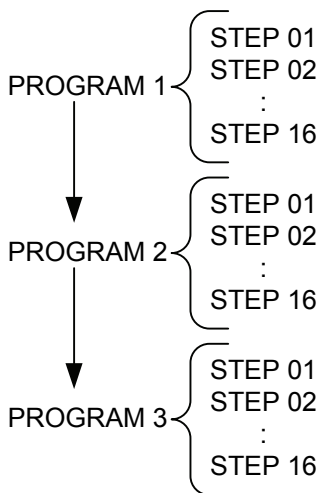 PROGRAM 1
STEP 01
STEP 02
:
STEP 16
PROGRAM 2
STEP 01
STEP 02
:
STEP 16
PROGRAM 3
STEP 01
STEP 02
:
STEP 16